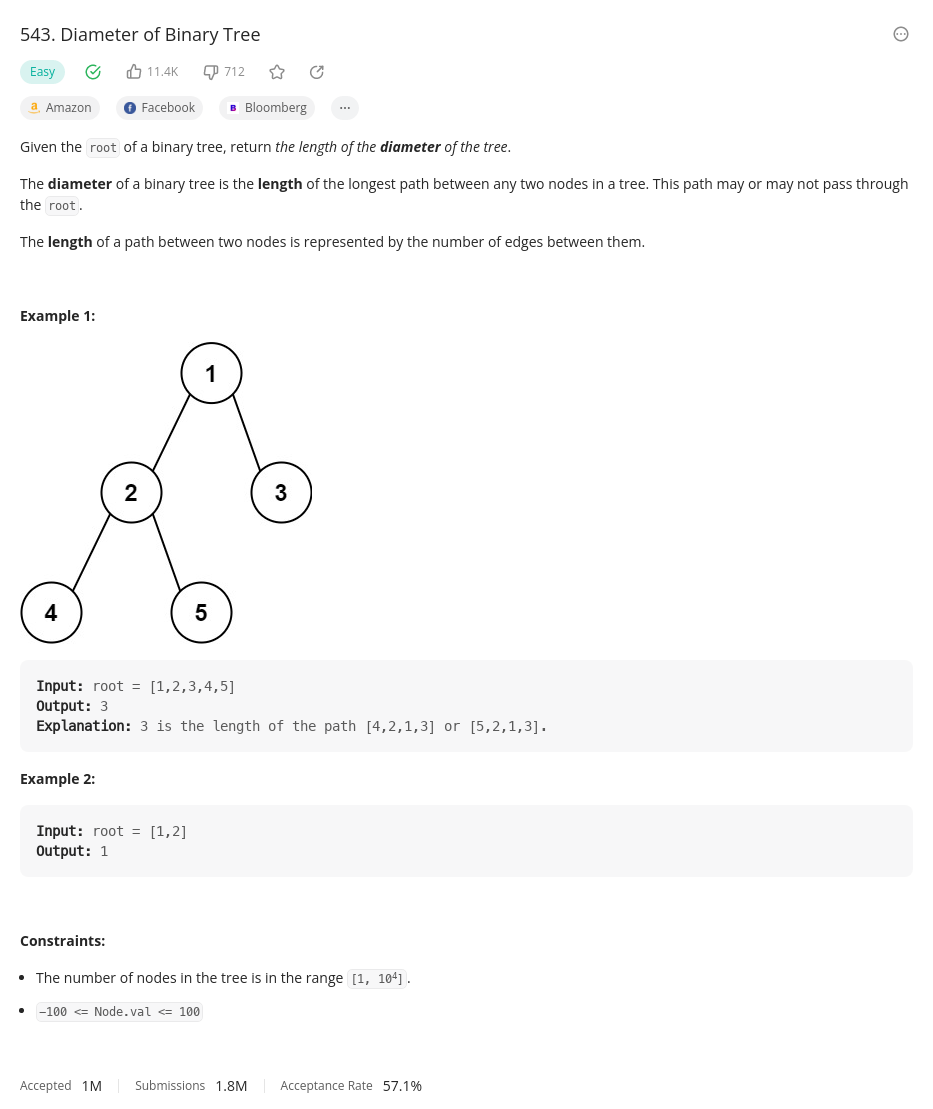 543. Diameter of Binary Tree
Easy 11.4K 712
Amazon Facebook Bloomberg ...
Given the root of a binary tree, return the length of the diameter of the tree.
The diameter of a binary tree is the length of the longest path between any two nodes in a tree. This path may or may not pass through
the root.
The length of a path between two nodes is represented by the number of edges between them.
Example 1:
1
2 3
4 5
Input: root = [1,2,3,4,5]
Output: 3
Explanation: 3 is the length of the path [4,2,1,3] or [5,2,1,3].
Example 2:
Input: root = [1,2]
Output: 1
Constraints:
• The number of nodes in the tree is in the range [1, 10⁴].
• −100 <= Node.val <= 100
Accepted 1M Submissions 1.8M Acceptance Rate 57.1%